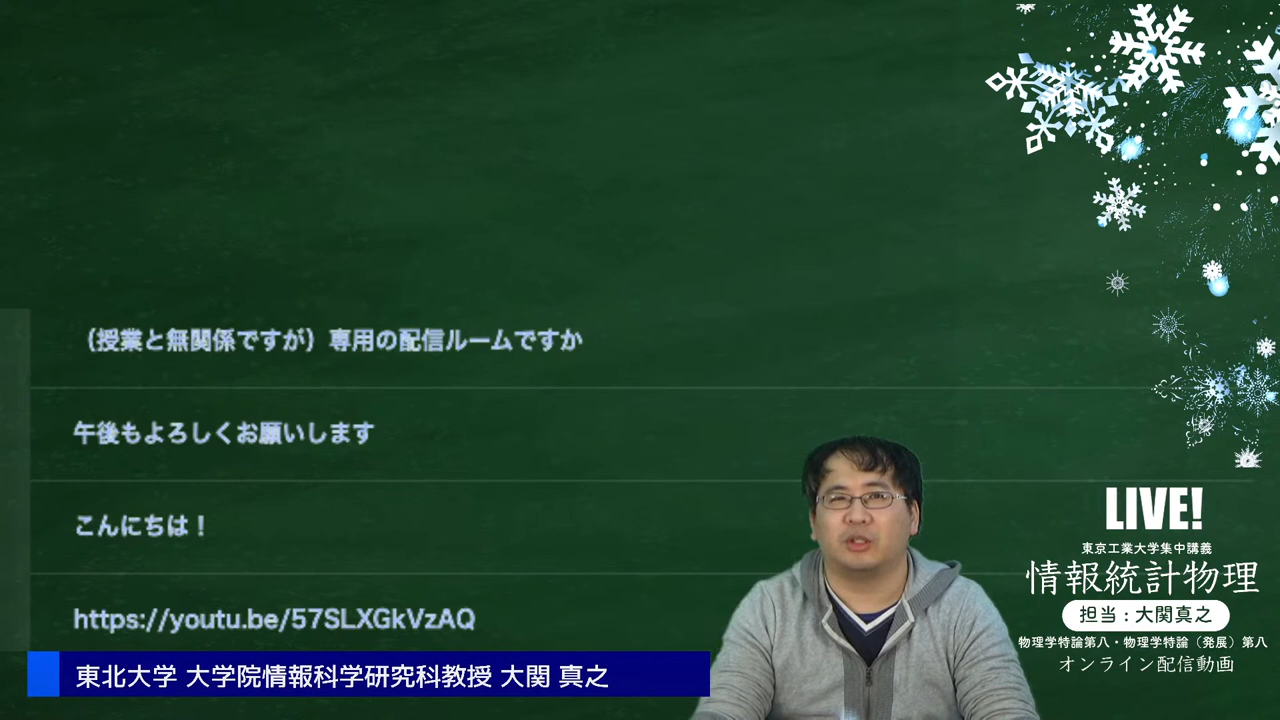 （授業と無関係ですが）専用の配信ルームですか
午後もよろしくお願いします
こんにちは！
https://youtu.be/57SLXGkVzAQ
東北大学 大学院情報科学研究科教授 大関 真之
LIVE!
東京工業大学集中講義
情報統計物理
担当：大関真之
物理学特論第八・物理学特論（発展）第八
オンライン配信動画